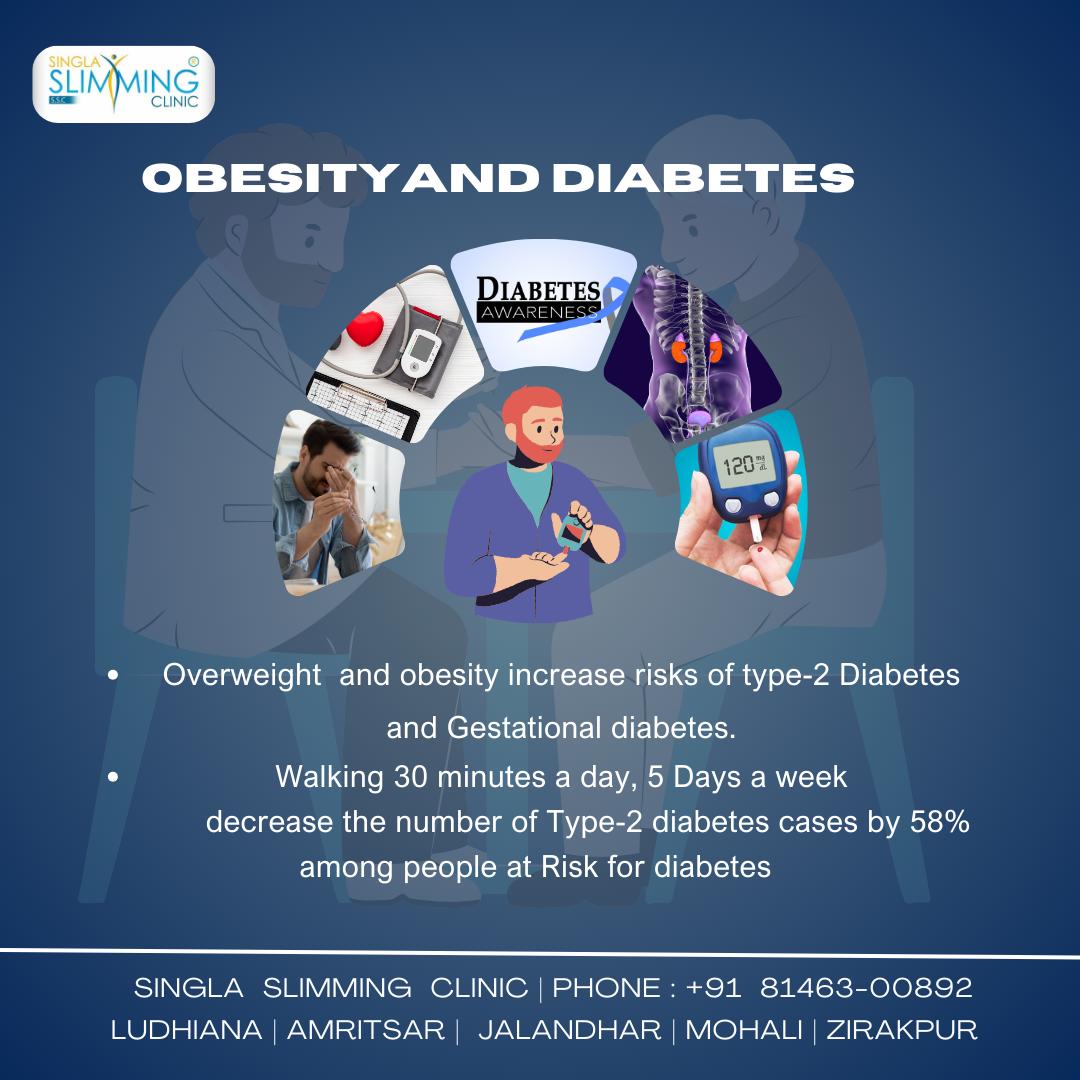 SINGLA
SLIMMING
®
S.S.C
CLINIC
OBESITY AND DIABETES
DIABETES
AWARENESS
120 mg/dL
• Overweight and obesity increase risks of type-2 Diabetes
and Gestational diabetes.
• Walking 30 minutes a day, 5 Days a week
decrease the number of Type-2 diabetes cases by 58%
among people at Risk for diabetes
SINGLA SLIMMING CLINIC | PHONE : +91 81463-00892
LUDHIANA | AMRITSAR | JALANDHAR | MOHALI | ZIRAKPUR